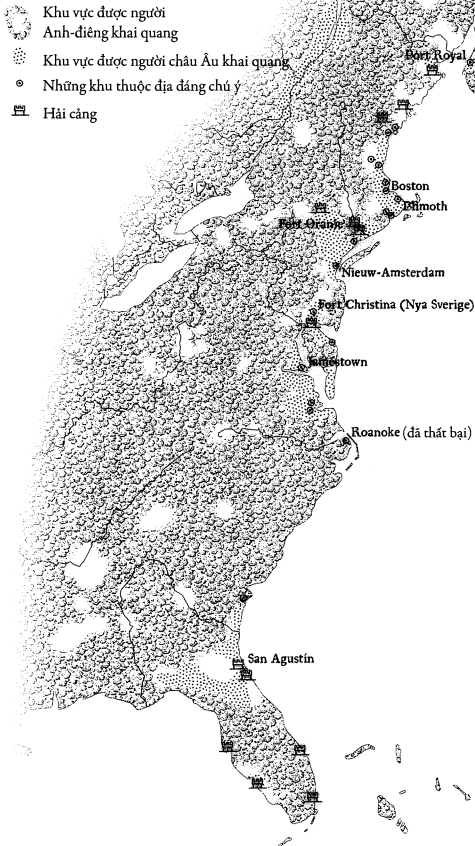 Khu vực được người
Anh-điêng khai quang
Khu vực được người châu Âu khai quang
Những khu thuộc địa đáng chú ý
Hải cảng
Port Royal
Boston
Plimoth
Fort Oranje
Nieuw-Amsterdam
Fort Christina (Nya Sverige)
Jamestown
Roanoke (đã thất bại)
San Agustín